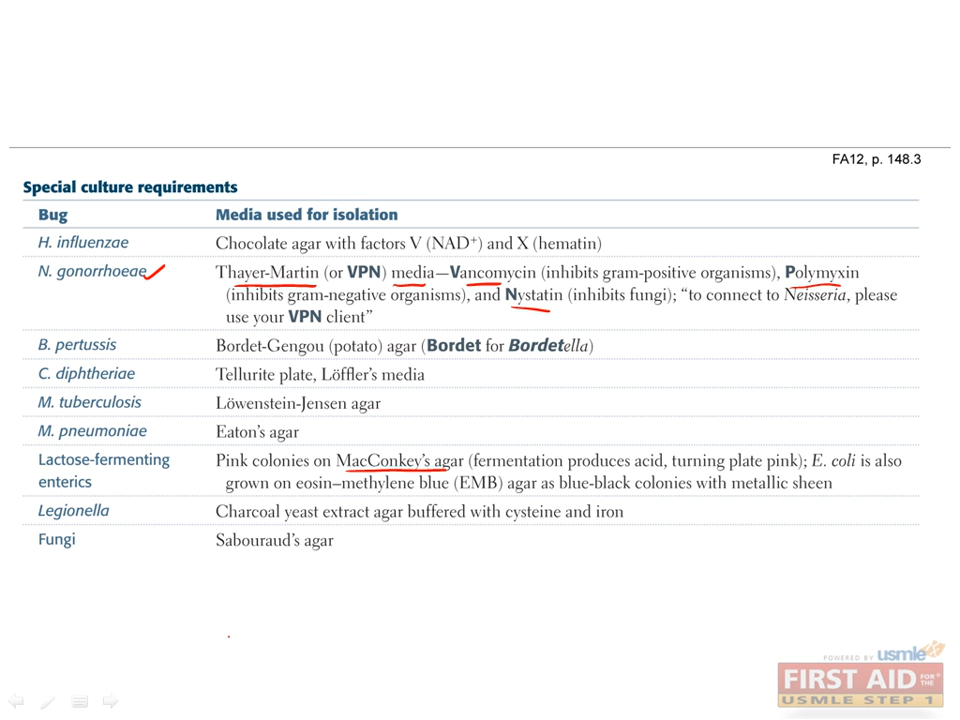 FA12, p. 148.3
Special culture requirements
Bug Media used for isolation
H. influenzae Chocolate agar with factors V (NAD⁺) and X (hematin)
N. gonorrhoeae Thayer-Martin (or VPN) media—Vancomycin (inhibits gram-positive organisms), Polymyxin
(inhibits gram-negative organisms), and Nystatin (inhibits fungi); “to connect to Neisseria, please
use your VPN client”
B. pertussis Bordet-Gengou (potato) agar (Bordet for Bordetella)
C. diphtheriae Tellurite plate, Löffler’s media
M. tuberculosis Löwenstein-Jensen agar
M. pneumoniae Eaton’s agar
Lactose-fermenting Pink colonies on MacConkey’s agar (fermentation produces acid, turning plate pink); E. coli is also
enterics grown on eosin–methylene blue (EMB) agar as blue-black colonies with metallic sheen
Legionella Charcoal yeast extract agar buffered with cysteine and iron
Fungi Sabouraud’s agar
POWERED BY usmle
FIRST AID FOR THE®
USMLE STEP 1